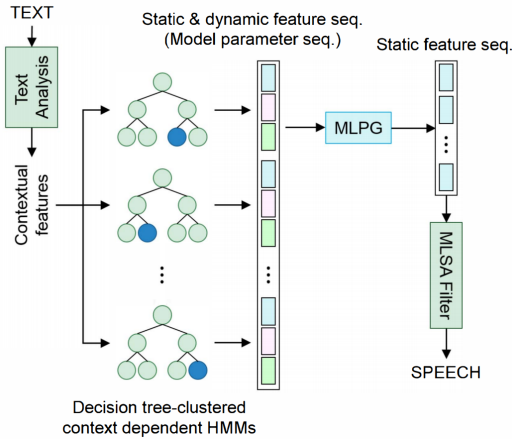 TEXT
Text
Analysis
Contextual
features
Static & dynamic feature seq.
(Model parameter seq.)
Decision tree-clustered
context dependent HMMs
MLPG
Static feature seq.
MLSA Filter
SPEECH